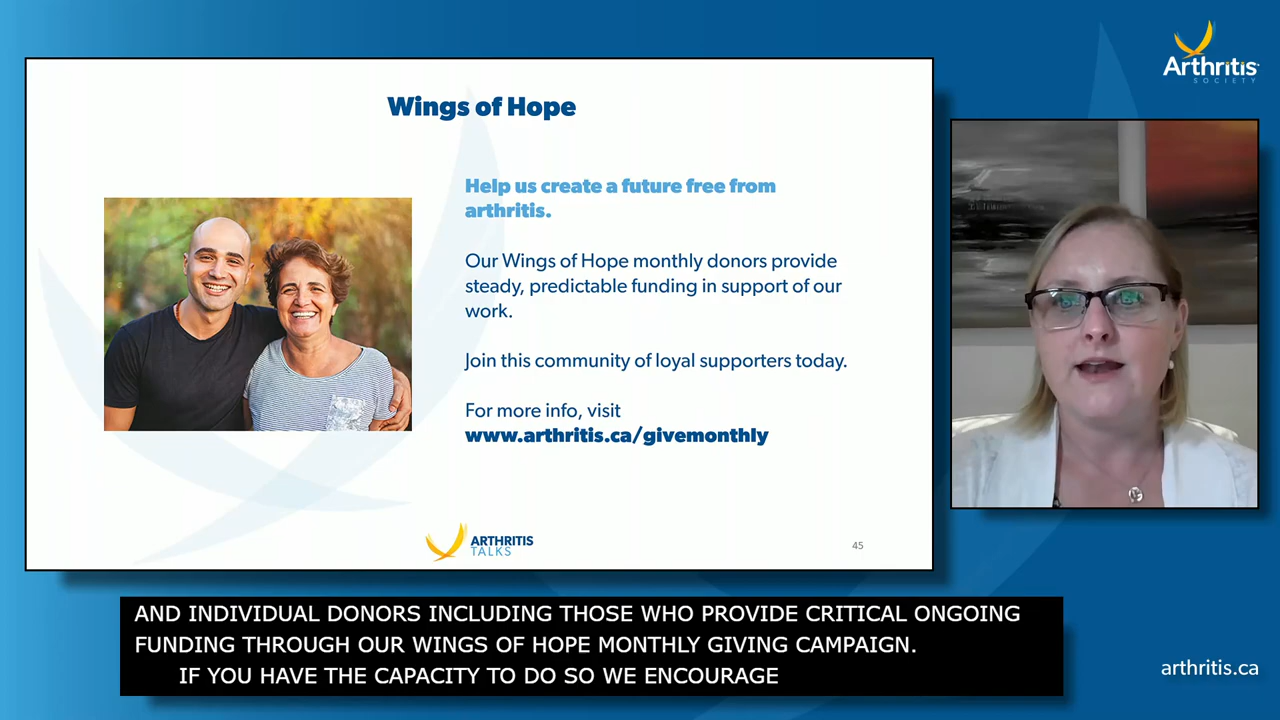 Arthritis
SOCIETY
Wings of Hope
Help us create a future free from
arthritis.
Our Wings of Hope monthly donors provide
steady, predictable funding in support of our
work.
Join this community of loyal supporters today.
For more info, visit
www.arthritis.ca/givemonthly
ARTHRITIS
TALKS
45
AND INDIVIDUAL DONORS INCLUDING THOSE WHO PROVIDE CRITICAL ONGOING
FUNDING THROUGH OUR WINGS OF HOPE MONTHLY GIVING CAMPAIGN.
IF YOU HAVE THE CAPACITY TO DO SO WE ENCOURAGE
arthritis.ca